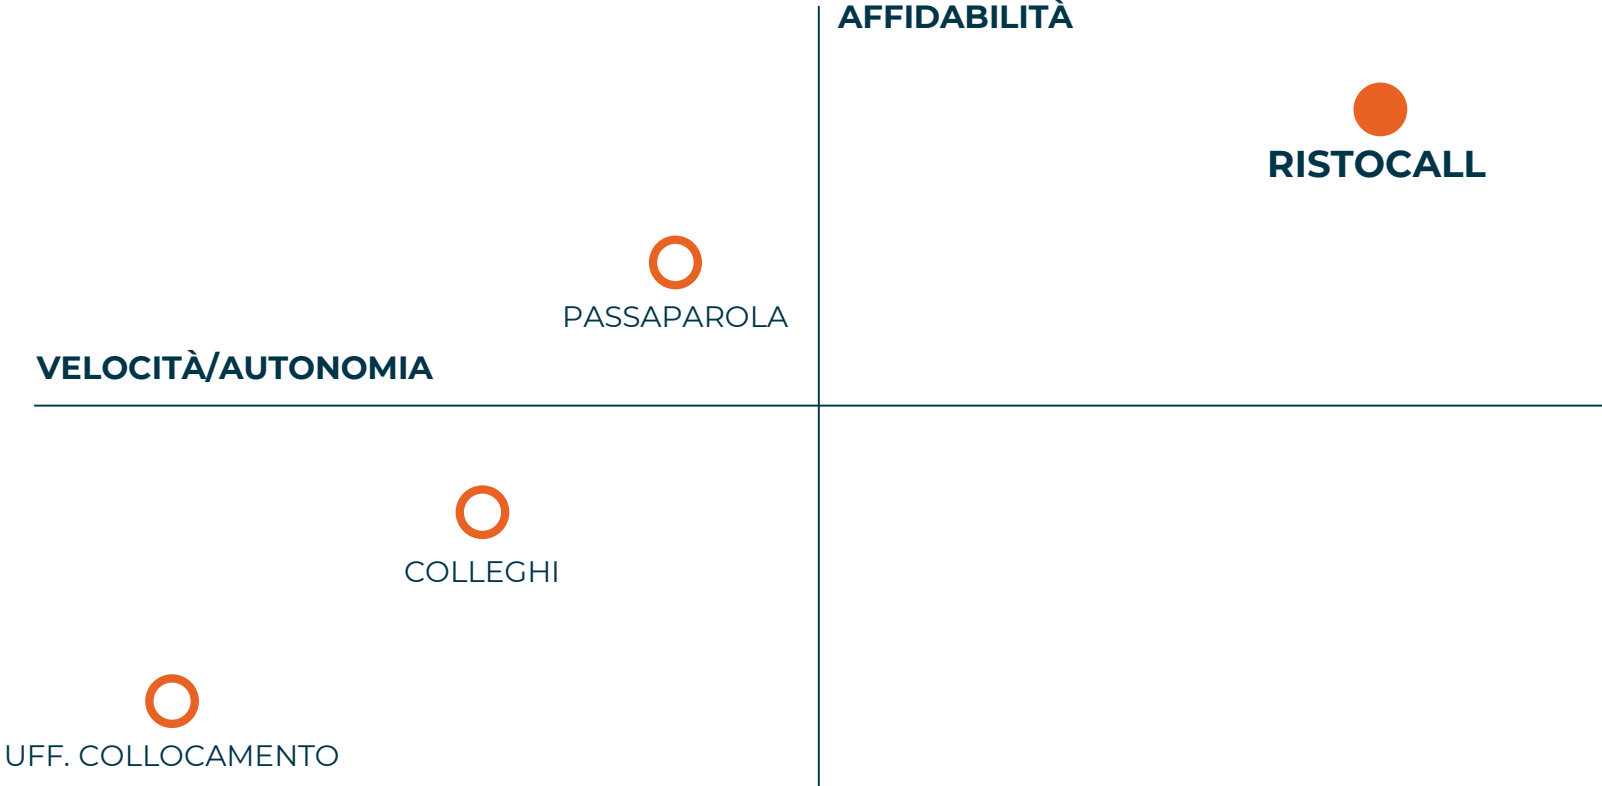 AFFIDABILITÀ
RISTOCALL
PASSAPAROLA
VELOCITÀ/AUTONOMIA
COLLEGHI
UFF. COLLOCAMENTO